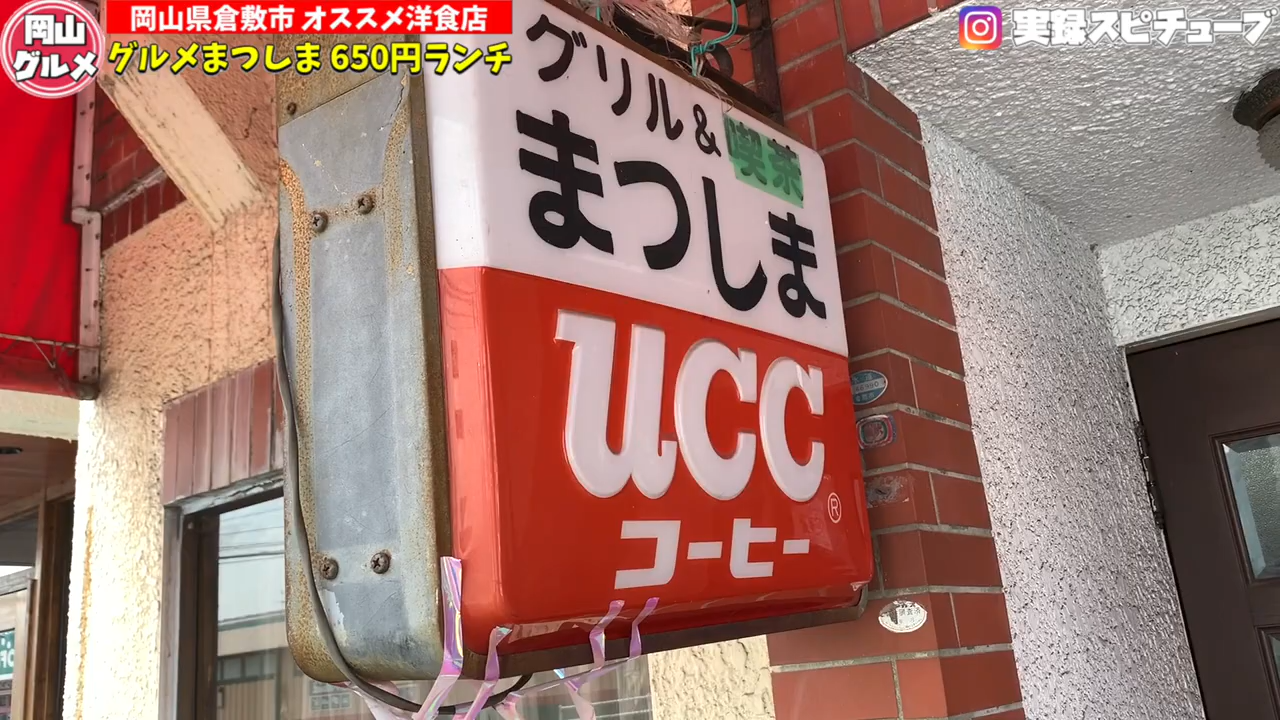 岡山
グルメ
岡山県倉敷市 オススメ洋食店
グルメまつしま 650円ランチ
実録スピチューブ
グリル&喫茶
まつしま
UCC
®
コーヒー